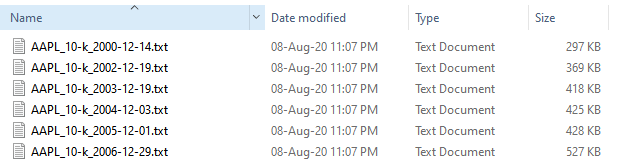 Name Date modified Type Size
AAPL_10-k_2000-12-14.txt 08-Aug-20 11:07 PM Text Document 297 KB
AAPL_10-k_2002-12-19.txt 08-Aug-20 11:07 PM Text Document 369 KB
AAPL_10-k_2003-12-19.txt 08-Aug-20 11:07 PM Text Document 418 KB
AAPL_10-k_2004-12-03.txt 08-Aug-20 11:07 PM Text Document 425 KB
AAPL_10-k_2005-12-01.txt 08-Aug-20 11:07 PM Text Document 428 KB
AAPL_10-k_2006-12-29.txt 08-Aug-20 11:07 PM Text Document 527 KB